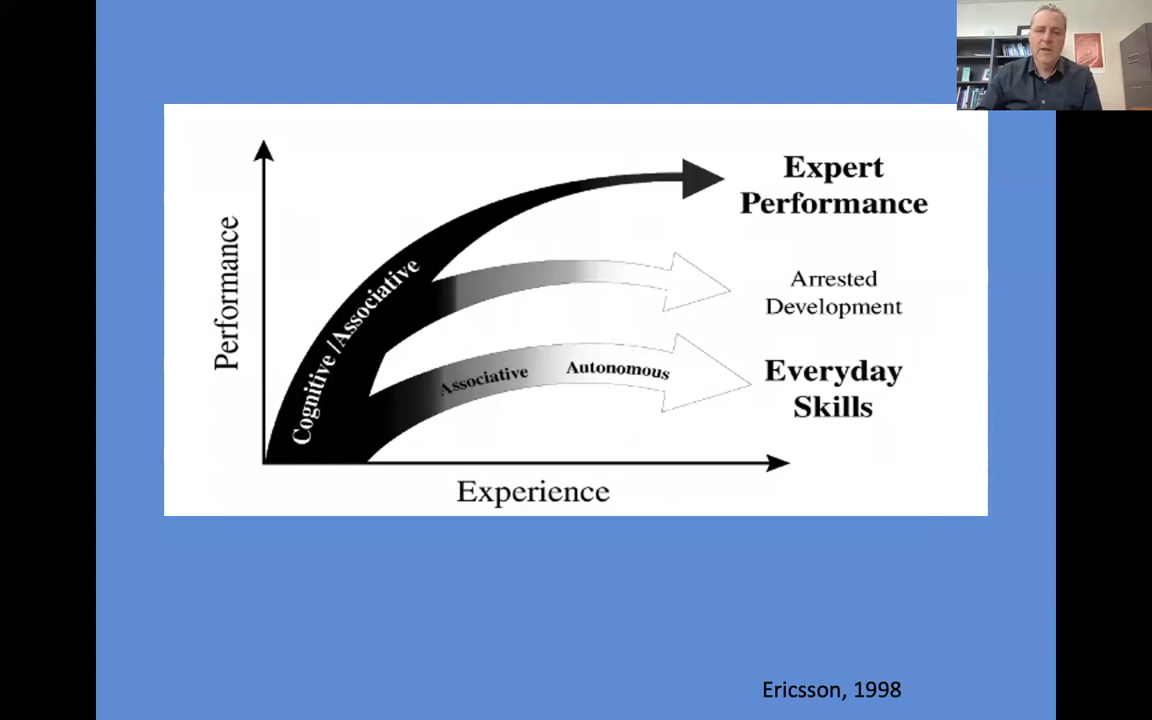 Expert
Performance
Arrested
Development
Everyday
Skills
Performance
Cognitive /Associative
Associative
Autonomous
Experience
Ericsson, 1998